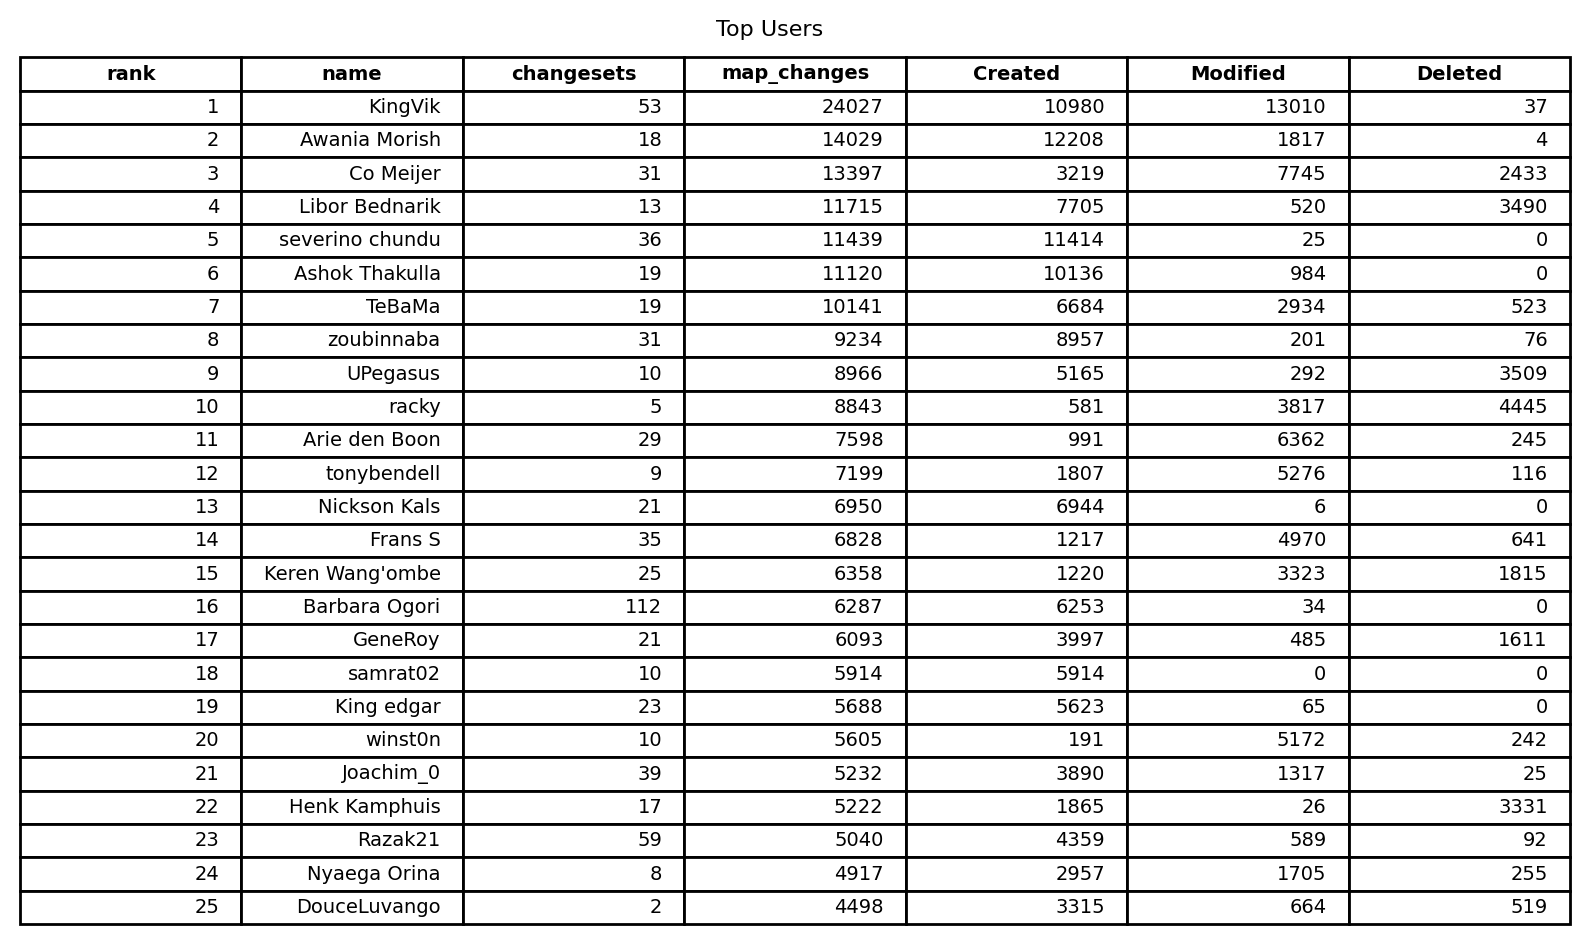 Top Users
rank name changesets map_changes Created Modified Deleted
1 KingVik 53 24027 10980 13010 37
2 Awania Morish 18 14029 12208 1817 4
3 Co Meijer 31 13397 3219 7745 2433
4 Libor Bednarik 13 11715 7705 520 3490
5 severino chundu 36 11439 11414 25 0
6 Ashok Thakulla 19 11120 10136 984 0
7 TeBaMa 19 10141 6684 2934 523
8 zoubinnaba 31 9234 8957 201 76
9 UPegasus 10 8966 5165 292 3509
10 racky 5 8843 581 3817 4445
11 Arie den Boon 29 7598 991 6362 245
12 tonybendell 9 7199 1807 5276 116
13 Nickson Kals 21 6950 6944 6 0
14 Frans S 35 6828 1217 4970 641
15 Keren Wang'ombe 25 6358 1220 3323 1815
16 Barbara Ogori 112 6287 6253 34 0
17 GeneRoy 21 6093 3997 485 1611
18 samrat02 10 5914 5914 0 0
19 King edgar 23 5688 5623 65 0
20 winst0n 10 5605 191 5172 242
21 Joachim_0 39 5232 3890 1317 25
22 Henk Kamphuis 17 5222 1865 26 3331
23 Razak21 59 5040 4359 589 92
24 Nyaega Orina 8 4917 2957 1705 255
25 DouceLuvango 2 4498 3315 664 519